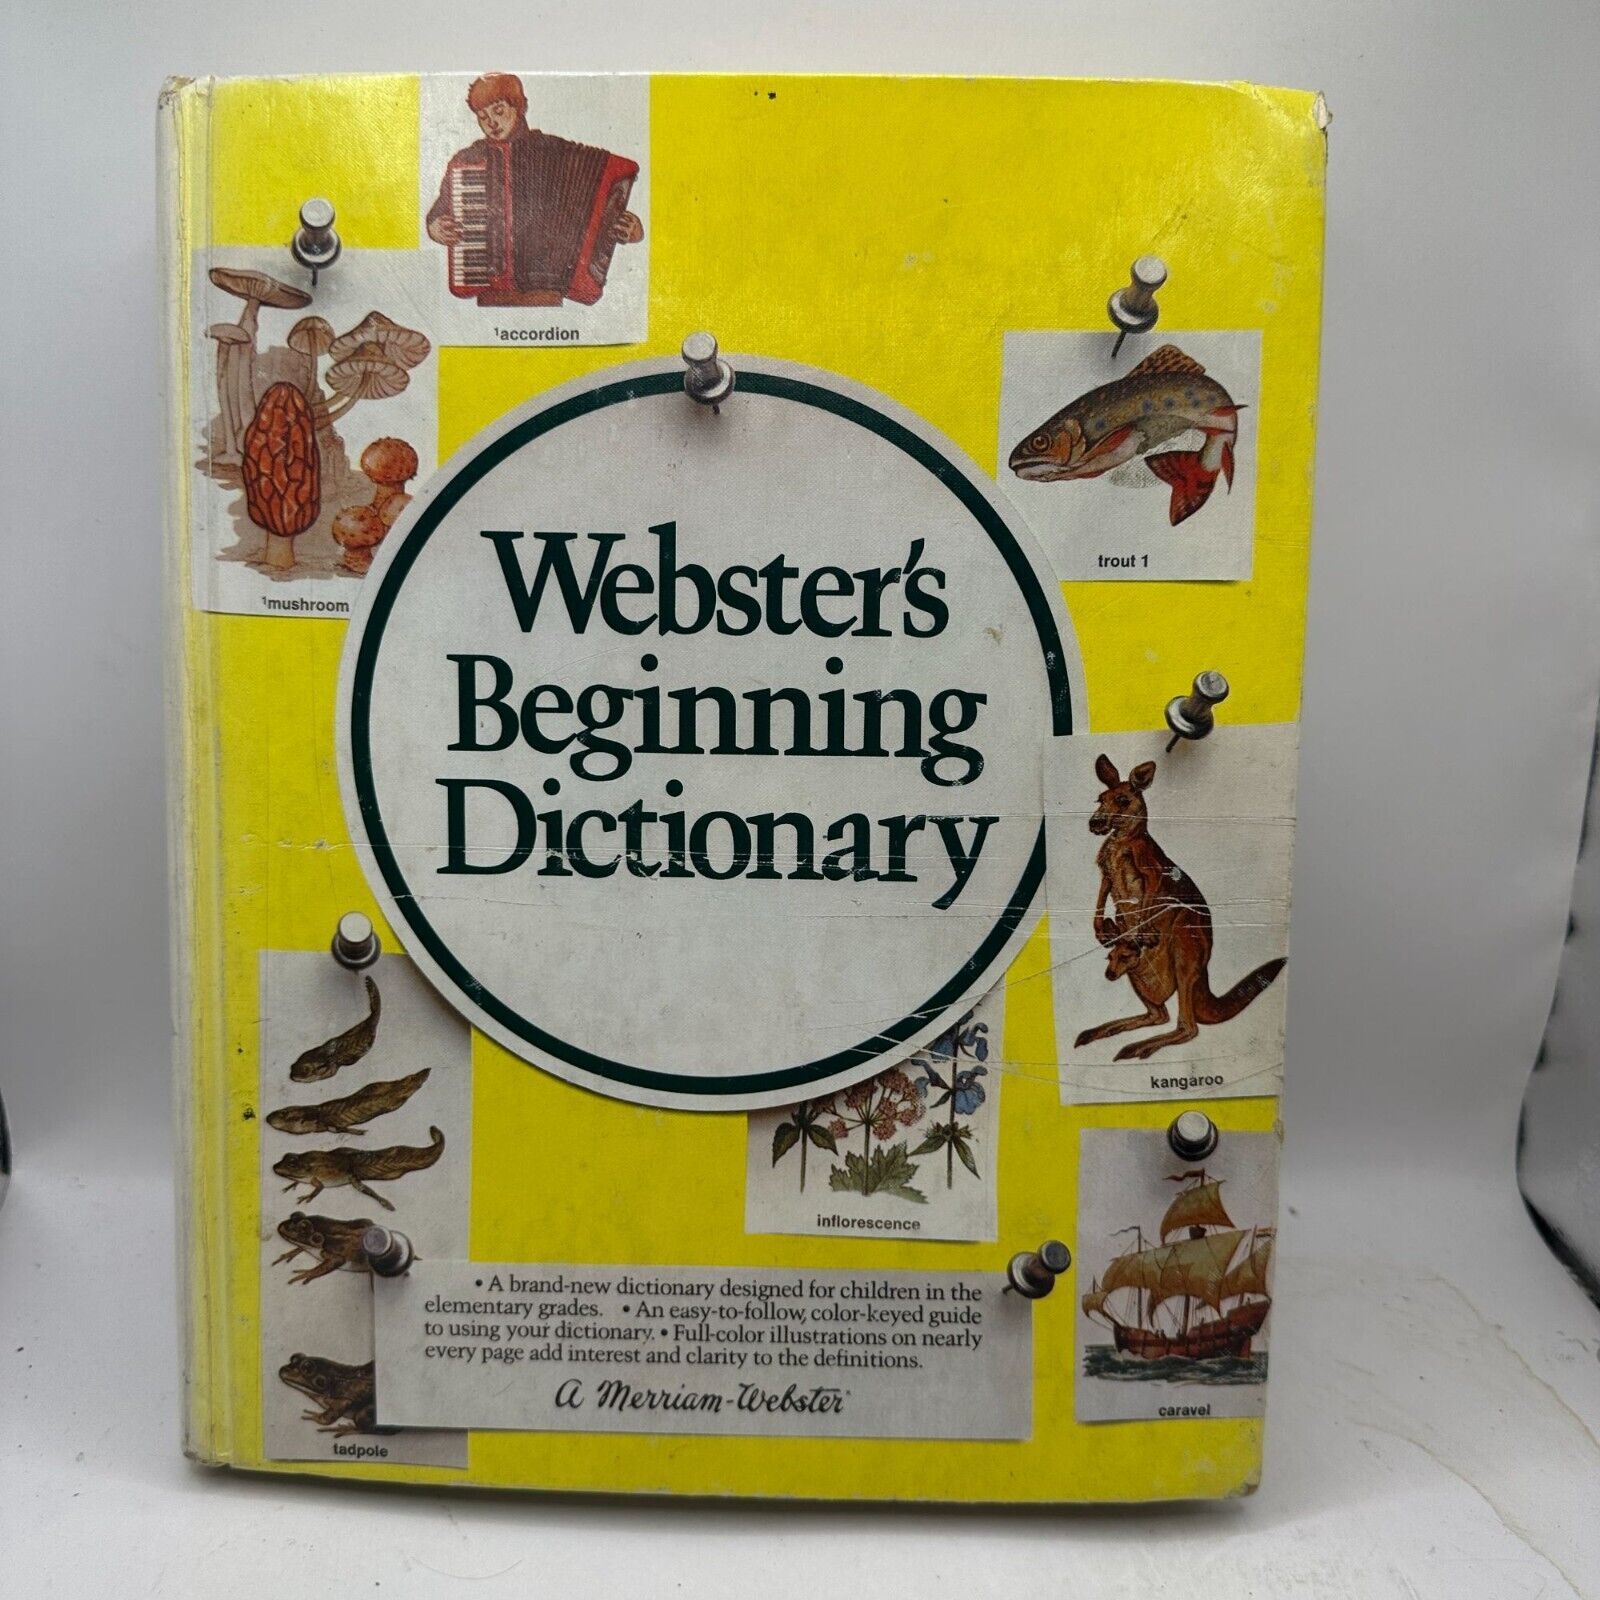 ¹accordion
¹mushroom
trout 1
Webster's
Beginning
Dictionary
kangaroo
inflorescence
• A brand-new dictionary designed for children in the
elementary grades. • An easy-to-follow, color-keyed guide
to using your dictionary. • Full-color illustrations on nearly
every page add interest and clarity to the definitions.
A Merriam-Webster®
caravel
tadpole